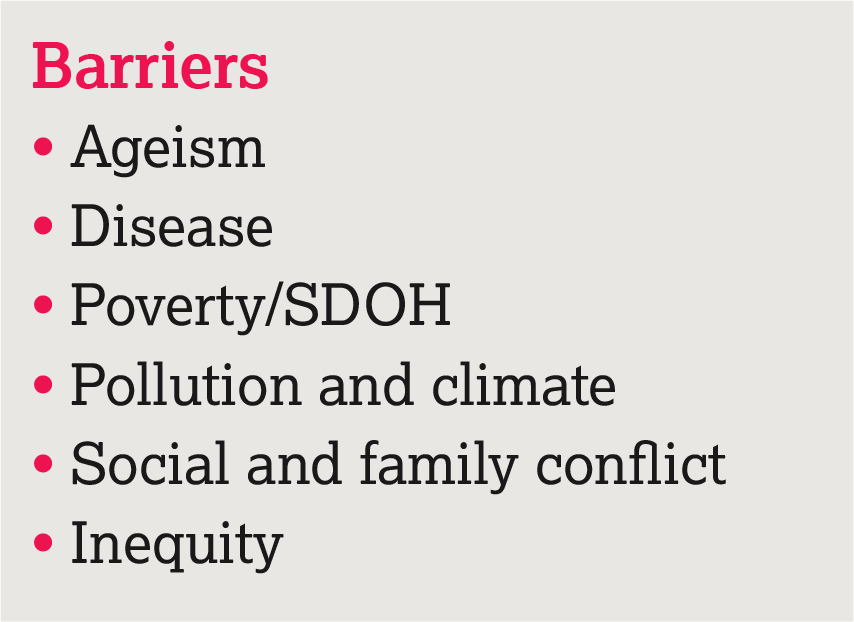 Barriers
• Ageism
• Disease
• Poverty/SDOH
• Pollution and climate
• Social and family conflict
• Inequity